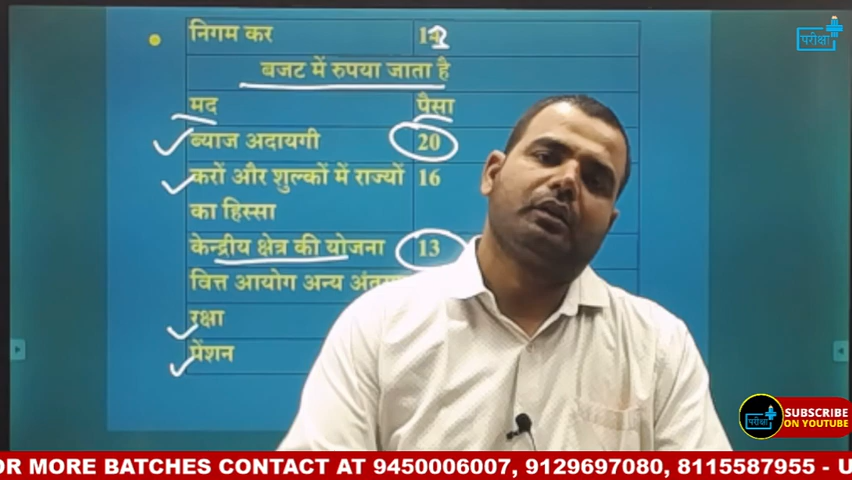 निगम कर
बजट में रुपया जाता है
मद पैसा
ब्याज अदायगी 20
करों और शुल्कों में राज्यों 16
का हिस्सा
केन्द्रीय क्षेत्र की योजना 13
वित्त आयोग अन्य
रक्षा
पेंशन
परीक्षा
परीक्षा
SUBSCRIBE
ON YOUTUBE
OR MORE BATCHES CONTACT AT 9450006007, 9129697080, 8115587955 - U